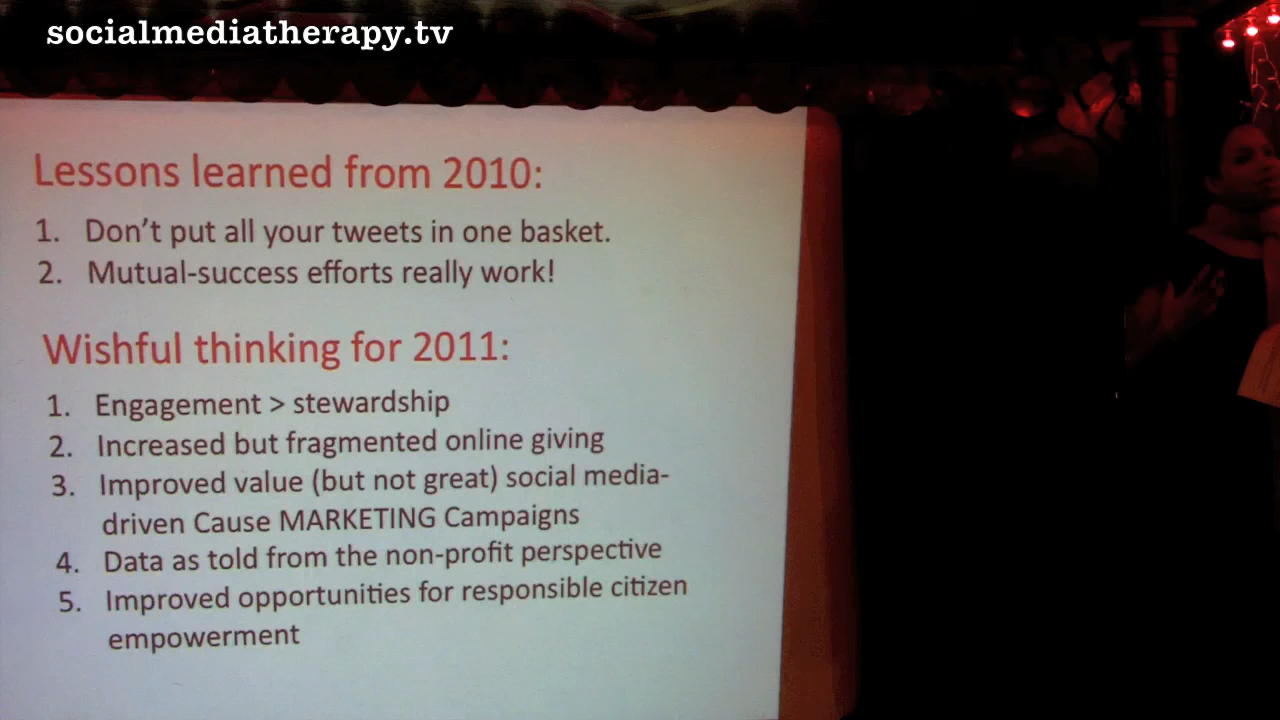 socialmediatherapy.tv
Lessons learned from 2010:
1. Don't put all your tweets in one basket.
2. Mutual-success efforts really work!
Wishful thinking for 2011:
1. Engagement > stewardship
2. Increased but fragmented online giving
3. Improved value (but not great) social media-
driven Cause MARKETING Campaigns
4. Data as told from the non-profit perspective
5. Improved opportunities for responsible citizen
empowerment